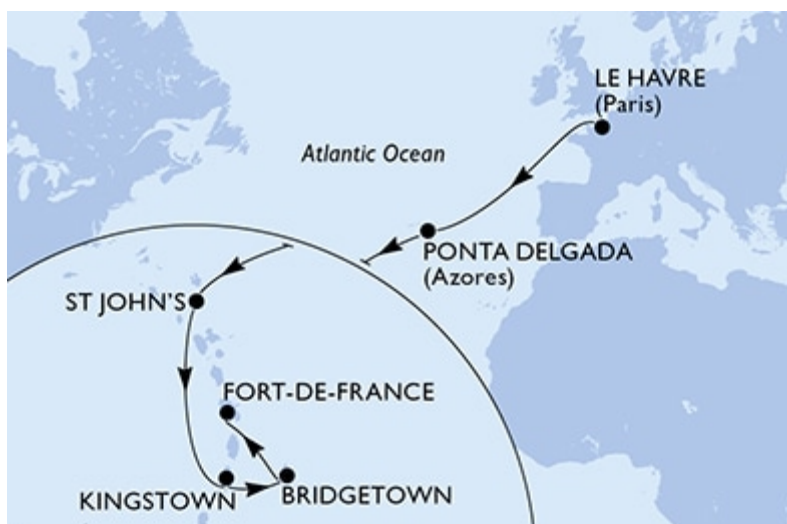 LE HAVRE
(Paris)
Atlantic Ocean
PONTA DELGADA
(Azores)
ST JOHN'S
FORT-DE-FRANCE
KINGSTOWN
BRIDGETOWN